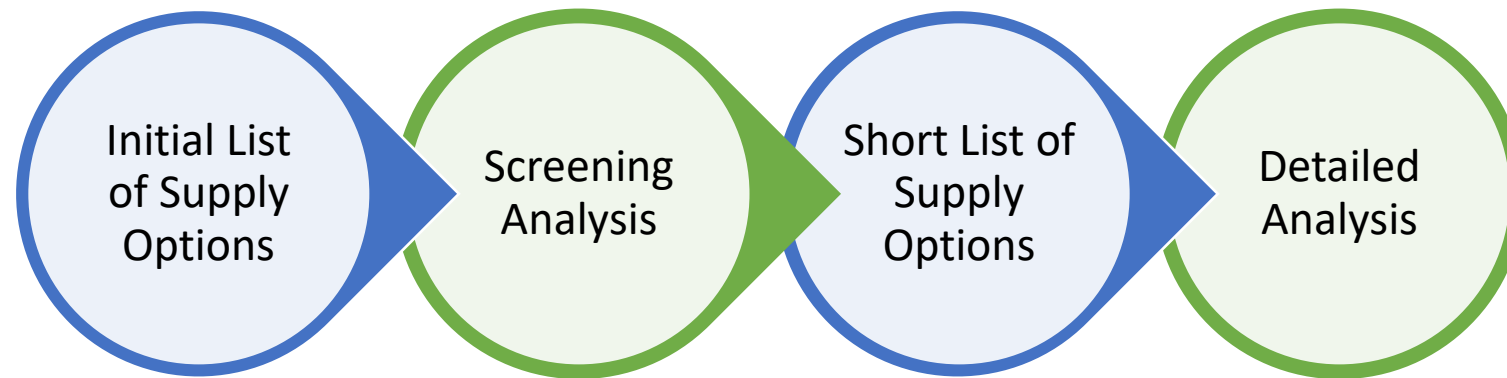 Initial List
of Supply
Options
Screening
Analysis
Short List of
Supply
Options
Detailed
Analysis